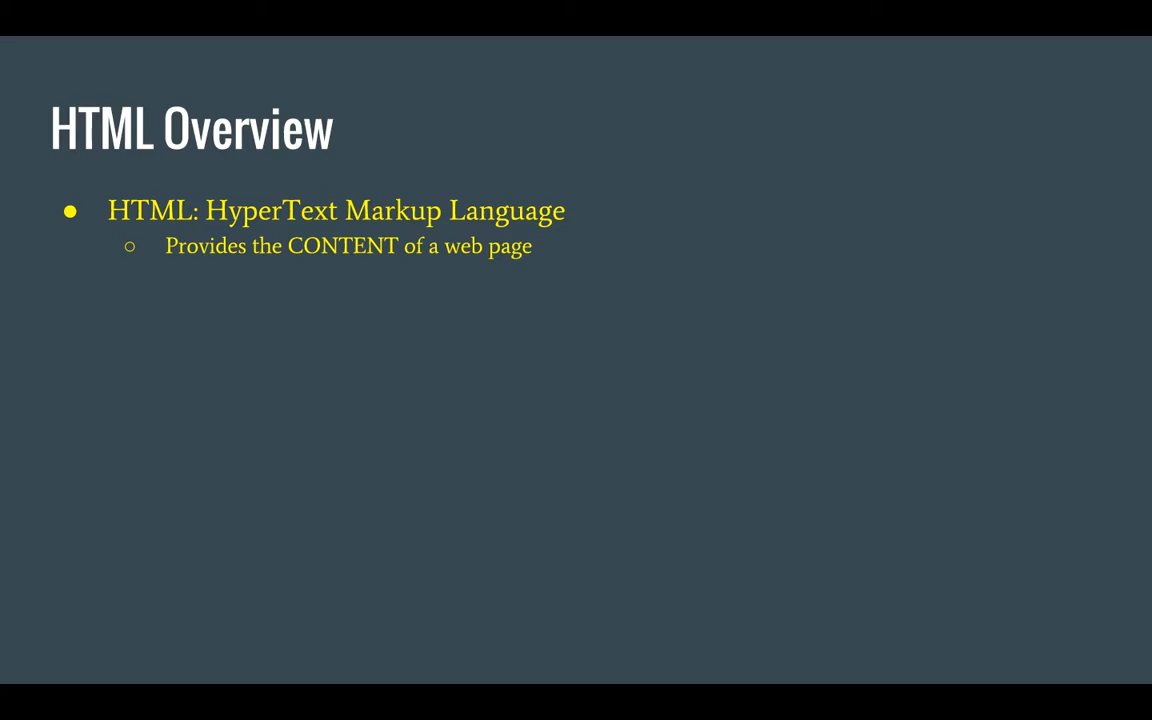 HTML Overview
● HTML: HyperText Markup Language
○ Provides the CONTENT of a web page